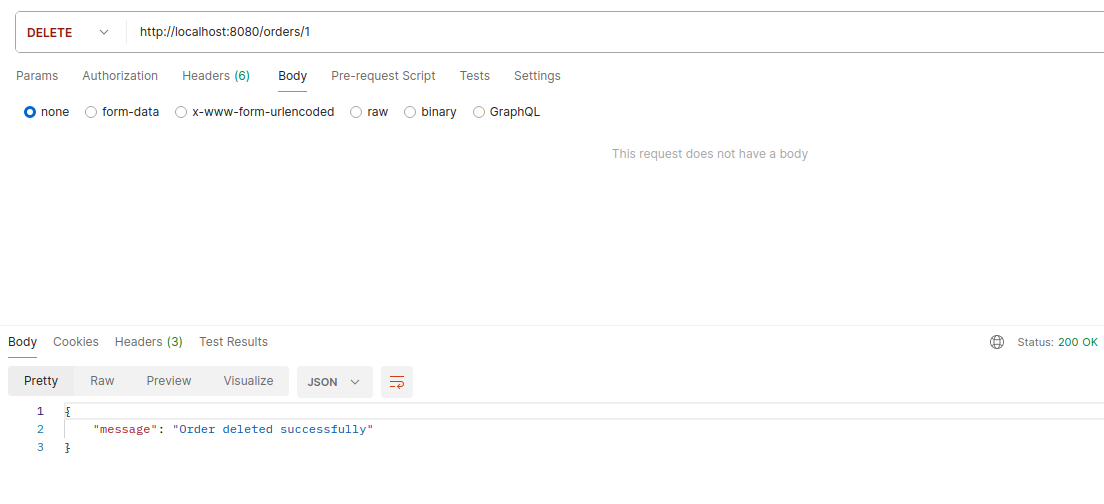 DELETE http://localhost:8080/orders/1
Params Authorization Headers (6) Body Pre-request Script Tests Settings
none form-data x-www-form-urlencoded raw binary GraphQL
This request does not have a body
Body Cookies Headers (3) Test Results Status: 200 OK
Pretty Raw Preview Visualize JSON
1 {
2 "message": "Order deleted successfully"
3 }